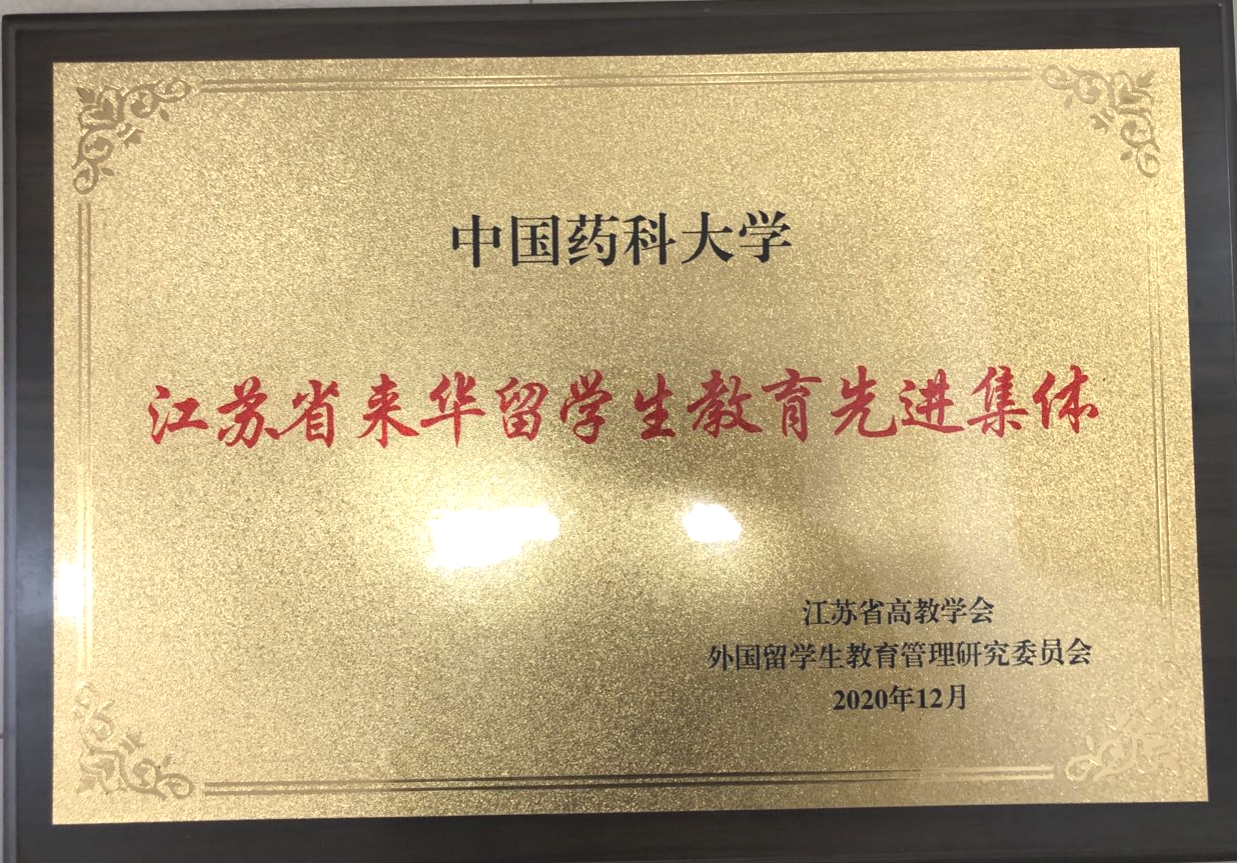 中国药科大学
江苏省来华留学生教育先进集体
江苏省高教学会
外国留学生教育管理研究委员会
2020年12月